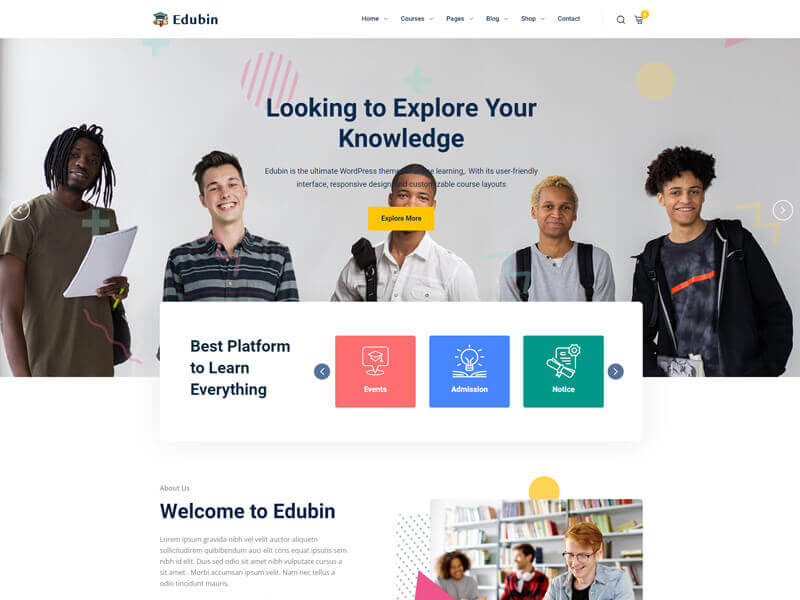 Edubin
Home Courses Pages Blog Shop Contact
Looking to Explore Your
Knowledge
Edubin is the ultimate WordPress theme learning,. With its user-friendly
interface, responsive design customizable course layouts
Explore More
Best Platform
to Learn
Everything
Events
Admission
Notice
About Us
Welcome to Edubin
Lorem ipsum gravida nibh vel velit auctor aliquetn
sollicitudirem quibibendum auci elit cons equat ipsutis sem
nibh id elit. Duis sed odio sit amet nibh vulputate cursus a
sit amet . Morbi accumsan ipsum velit. Nam nec tellus a
odio tincidunt mauris.